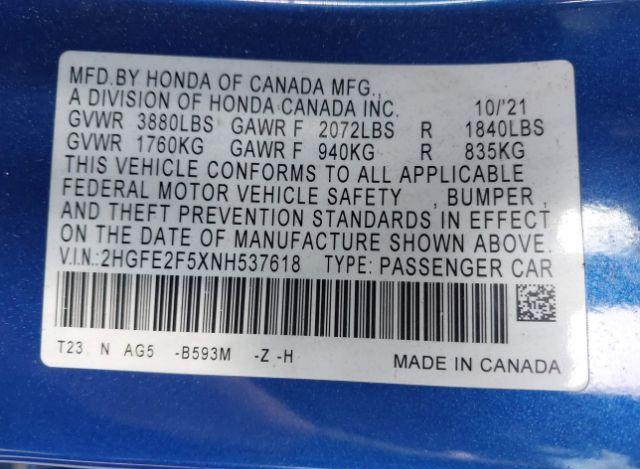 MFD.BY HONDA OF CANADA MFG.,
A DIVISION OF HONDA CANADA INC. 10/'21
GVWR 3880LBS GAWR F 2072LBS R 1840LBS
GVWR 1760KG GAWR F 940KG R 835KG
THIS VEHICLE CONFORMS TO ALL APPLICABLE
FEDERAL MOTOR VEHICLE SAFETY , BUMPER ,
AND THEFT PREVENTION STANDARDS IN EFFECT
ON THE DATE OF MANUFACTURE SHOWN ABOVE.
V.I.N.:2HGFE2F5XNH537618 TYPE: PASSENGER CAR
T23 N AG5 -B593M -Z -H MADE IN CANADA